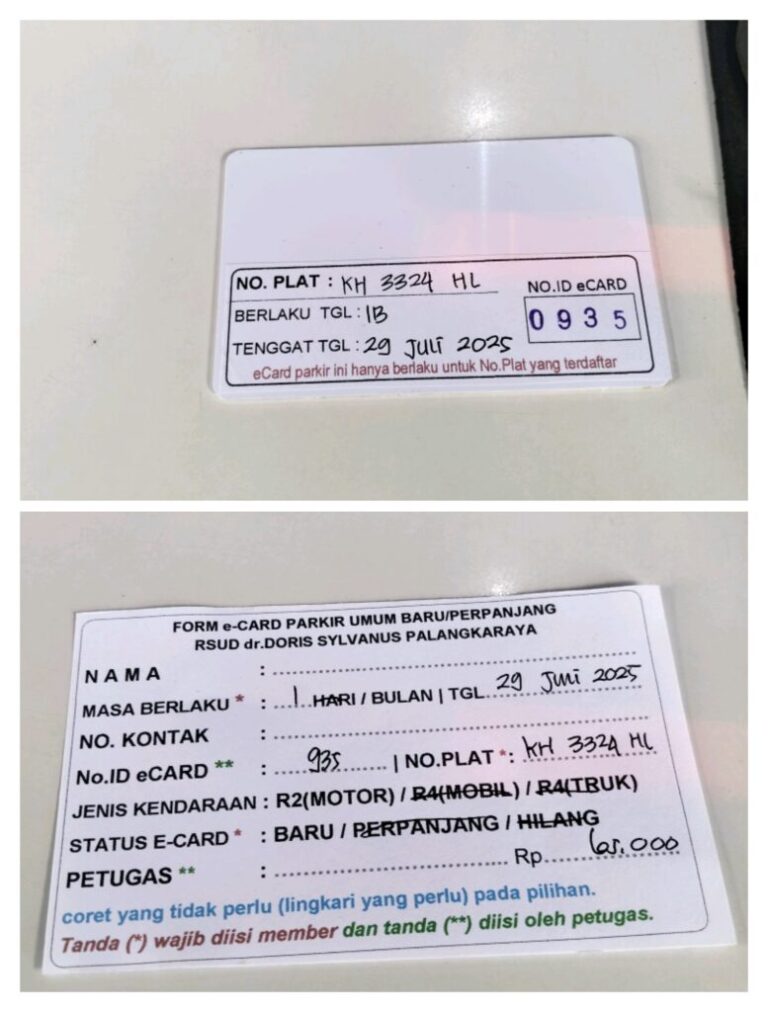 NO. PLAT : KH 3324 HL
NO.ID eCARD
BERLAKU TGL : 1B
0935
TENGGAT TGL : 29 Juli 2025
eCard parkir ini hanya berlaku untuk No.Plat yang terdaftar
FORM e-CARD PARKIR UMUM BARU/PERPANJANG
RSUD dr.DORIS SYLVANUS PALANGKARAYA
NAMA :
MASA BERLAKU * : 1 HARI / BULAN | TGL. 29 Juni 2025
NO. KONTAK :
No.ID eCARD ** : 935 | NO.PLAT *: KH 3324 HL
JENIS KENDARAAN : R2(MOTOR) / R4(MOBIL) / R4(TRUK)
STATUS E-CARD * : BARU / PERPANJANG / HILANG
PETUGAS ** : Rp. 65.000
coret yang tidak perlu (lingkari yang perlu) pada pilihan.
Tanda (*) wajib diisi member dan tanda (**) diisi oleh petugas.